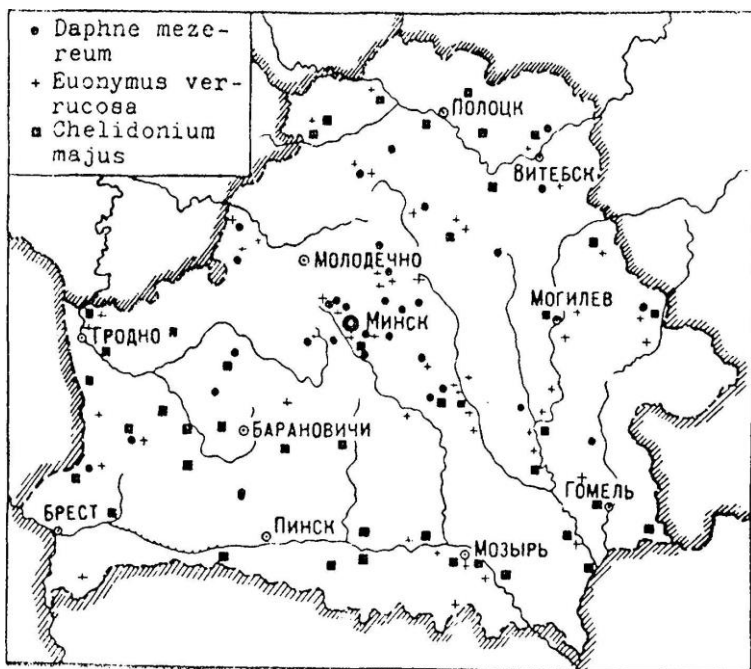 • Daphne meze-
reum
+ Euonymus ver-
rucosa
▪ Chelidonium
majus
ПОЛОЦК
ВИТЕБСК
МОЛОДЕЧНО
МОГИЛЕВ
МИНСК
ГРОДНО
БАРАНОВИЧИ
ГОМЕЛЬ
БРЕСТ
ПИНСК
МОЗЫРЬ